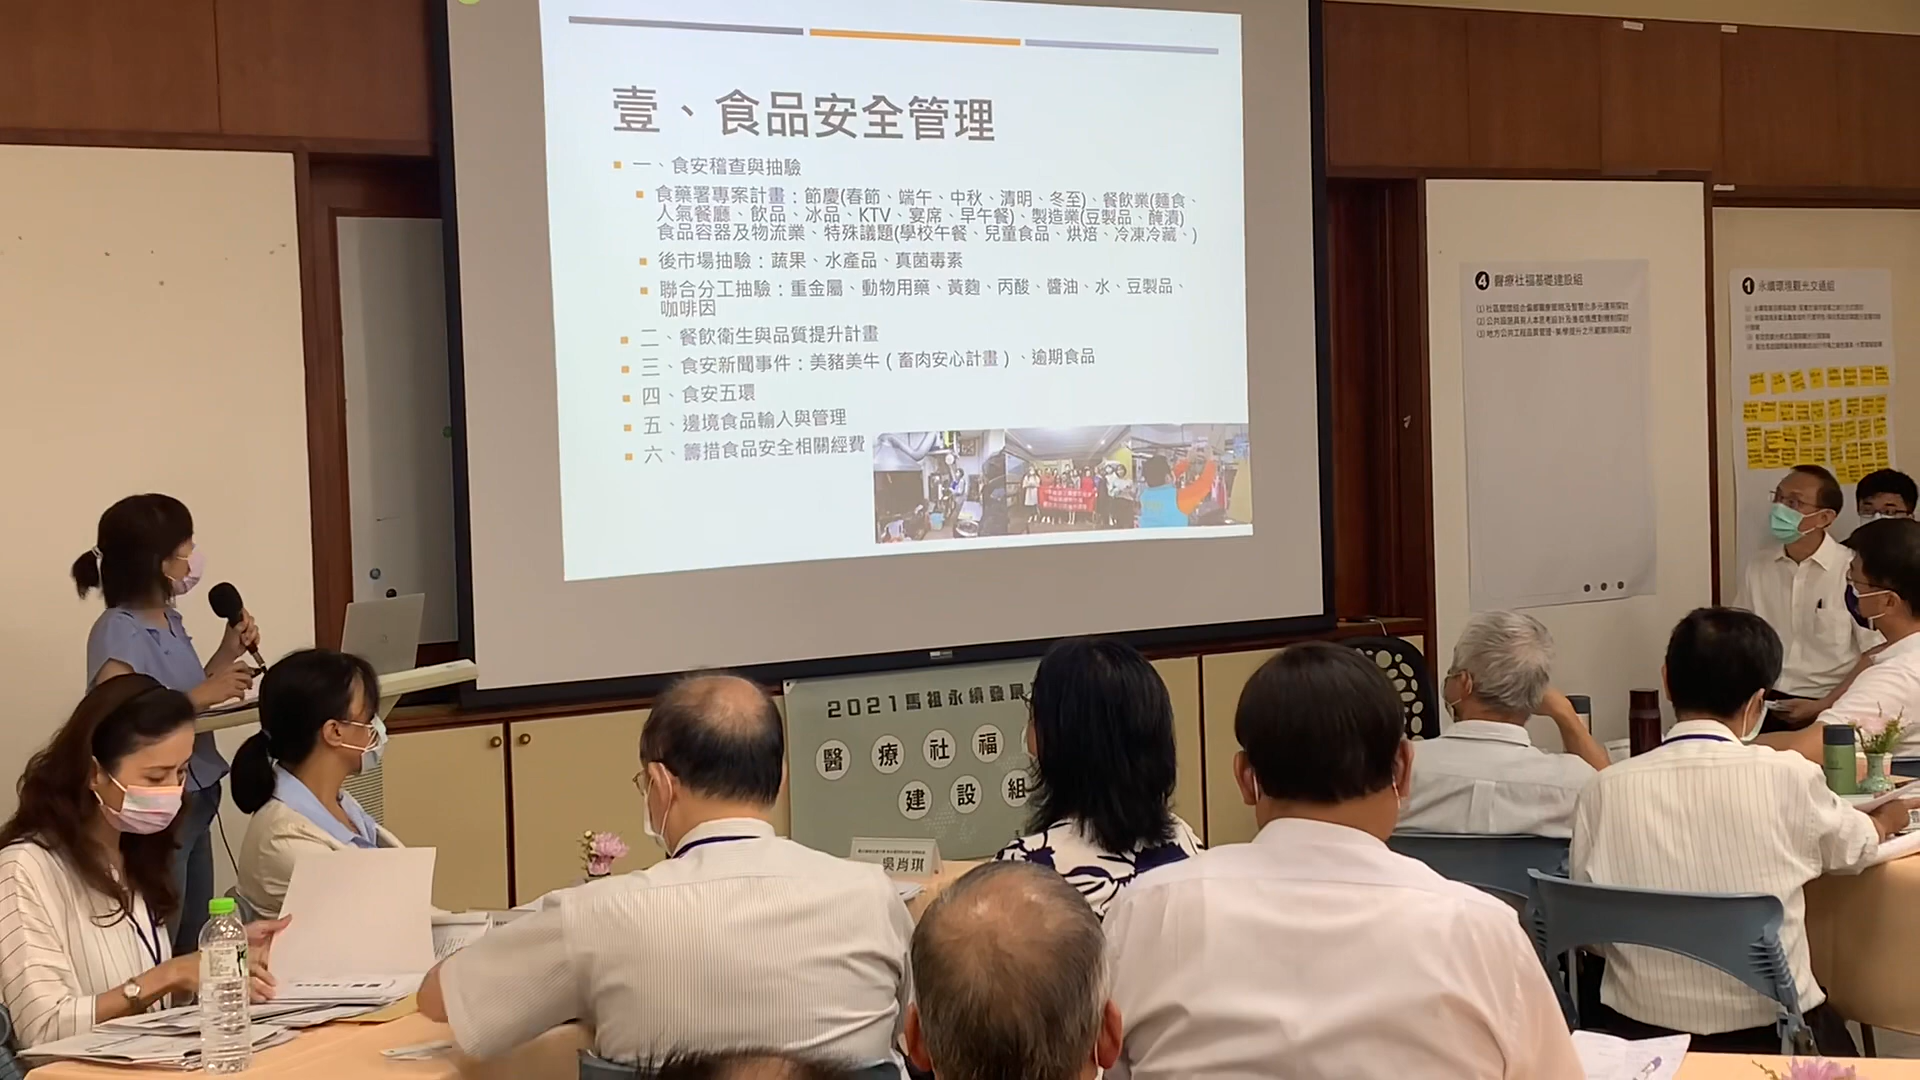 壹、食品安全管理
一、食安稽查與抽驗
食藥署專案計畫：節慶(春節、端午、中秋、清明、冬至)、餐飲業(麵食、
人氣餐廳、飲品、冰品、KTV、宴席、早午餐)、製造業(豆製品、醃漬)
食品容器及物流業、特殊議題(學校午餐、兒童食品、烘焙、冷凍冷藏、)
後市場抽驗：蔬果、水產品、真菌毒素
聯合分工抽驗：重金屬、動物用藥、黃麴、丙酸、醬油、水、豆製品、
咖啡因
二、餐飲衛生與品質提升計畫
三、食安新聞事件：美豬美牛（畜肉安心計畫）、逾期食品
四、食安五環
五、邊境食品輸入與管理
六、籌措食品安全相關經費
4 醫療社福基礎建設組
1 永續環境觀光交通組
2021馬祖永續發展
醫療社福
建設組
吳肖琪